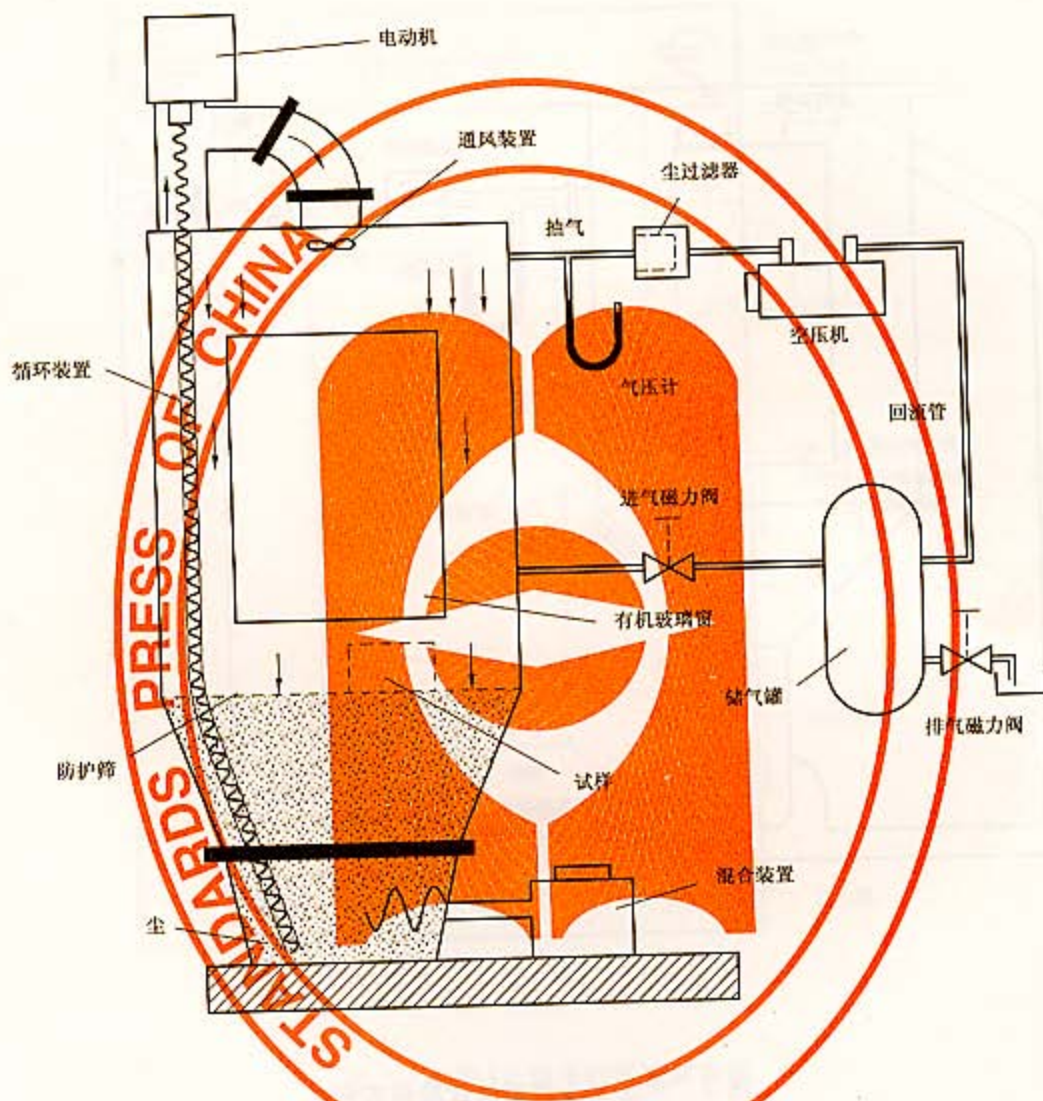 电动机
通风装置
尘过滤器
抽气
空压机
循环装置
气压计
回流管
进气磁力阀
有机玻璃窗
储气罐
排气磁力阀
防护筛
试样
混合装置
尘
STANDARDS PRESS OF CHINA